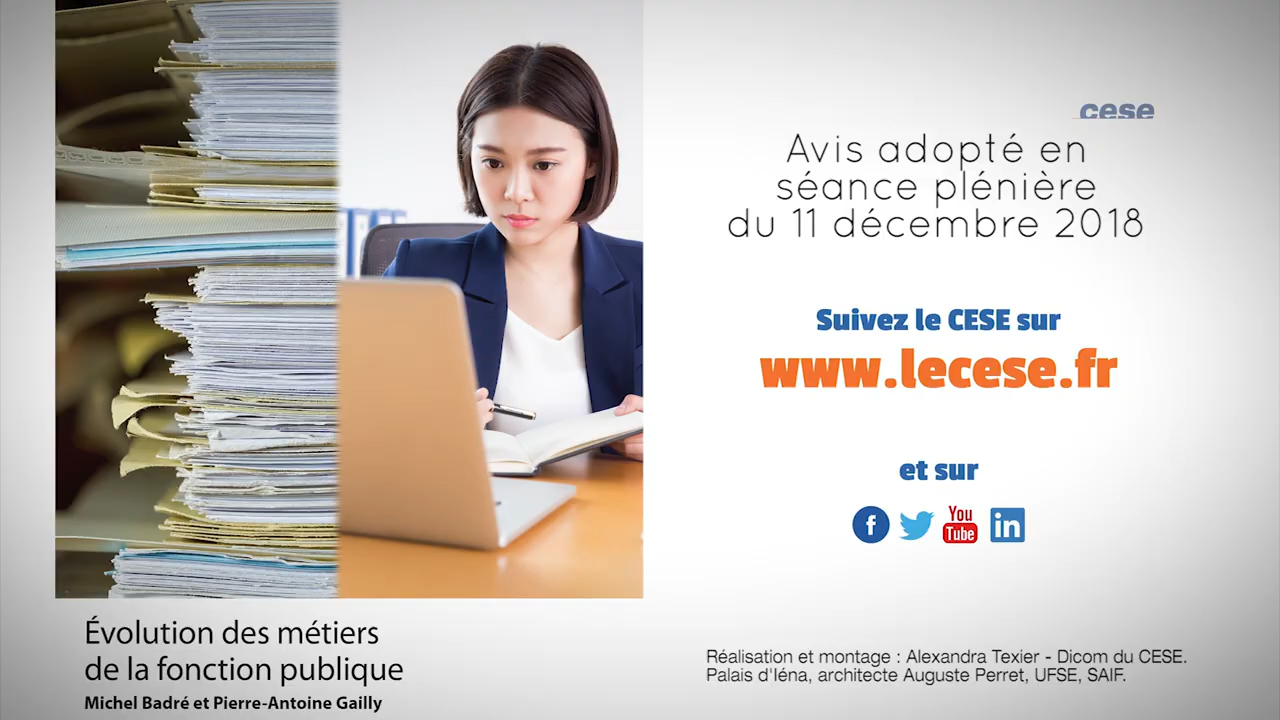 cese
Avis adopté en
séance plénière
du 11 décembre 2018
Suivez le CESE sur
www.lecese.fr
et sur
f
You
Tube
in
Évolution des métiers
de la fonction publique
Michel Badré et Pierre-Antoine Gailly
Réalisation et montage : Alexandra Texier - Dicom du CESE.
Palais d'Iéna, architecte Auguste Perret, UFSE, SAIF.